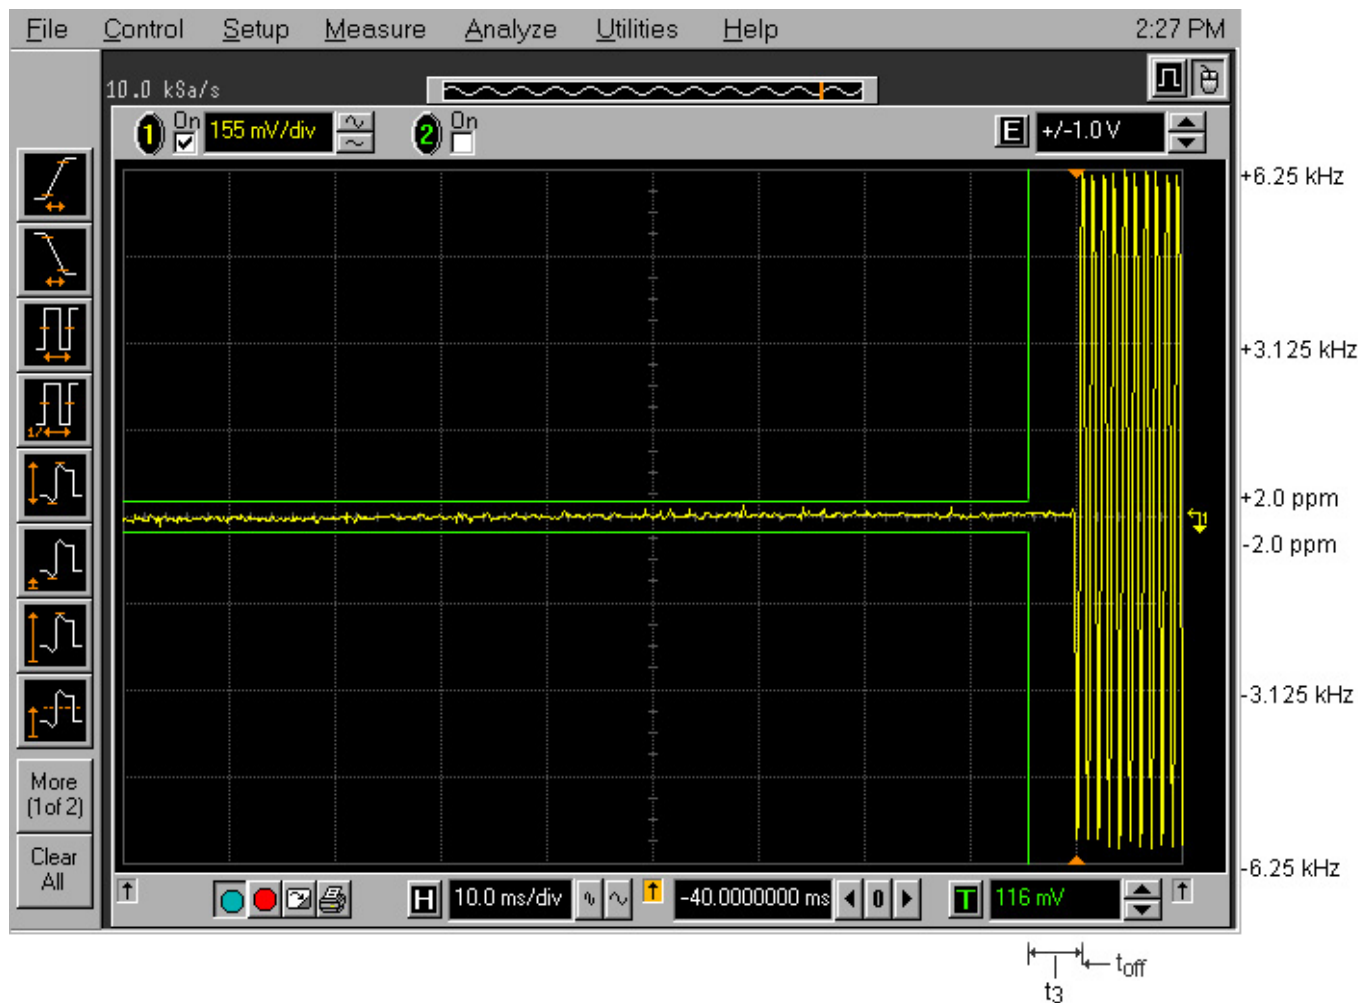 File Control Setup Measure Analyze Utilities Help 2:27 PM
10.0 kSa/s
1 On 155 mV/div 2 On E +/-1.0 V
+6.25 kHz
+3.125 kHz
1/
+2.0 ppm
-2.0 ppm
-3.125 kHz
More
(1of 2)
Clear
All
-6.25 kHz
H 10.0 ms/div -40.0000000 ms 0 T 116 mV
toff
t3